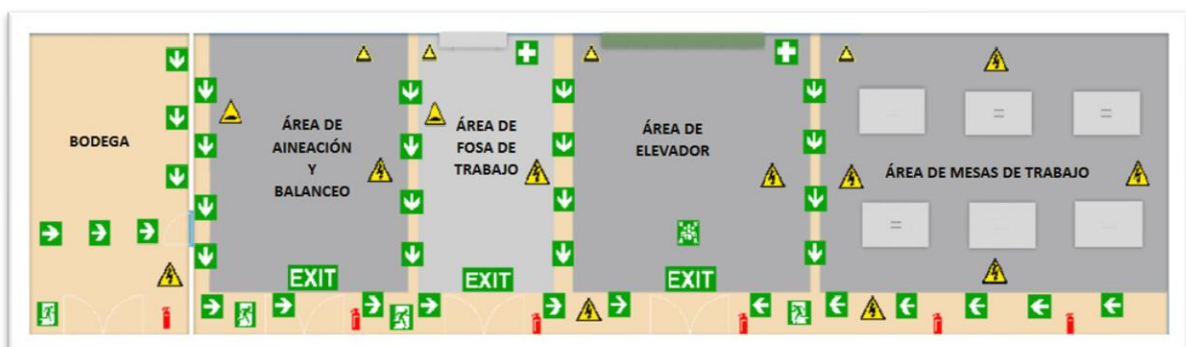 BODEGA
ÁREA DE
AINEACIÓN
Y
BALANCEO
ÁREA DE
FOSA DE
TRABAJO
ÁREA DE
ELEVADOR
ÁREA DE MESAS DE TRABAJO
EXIT
EXIT
EXIT